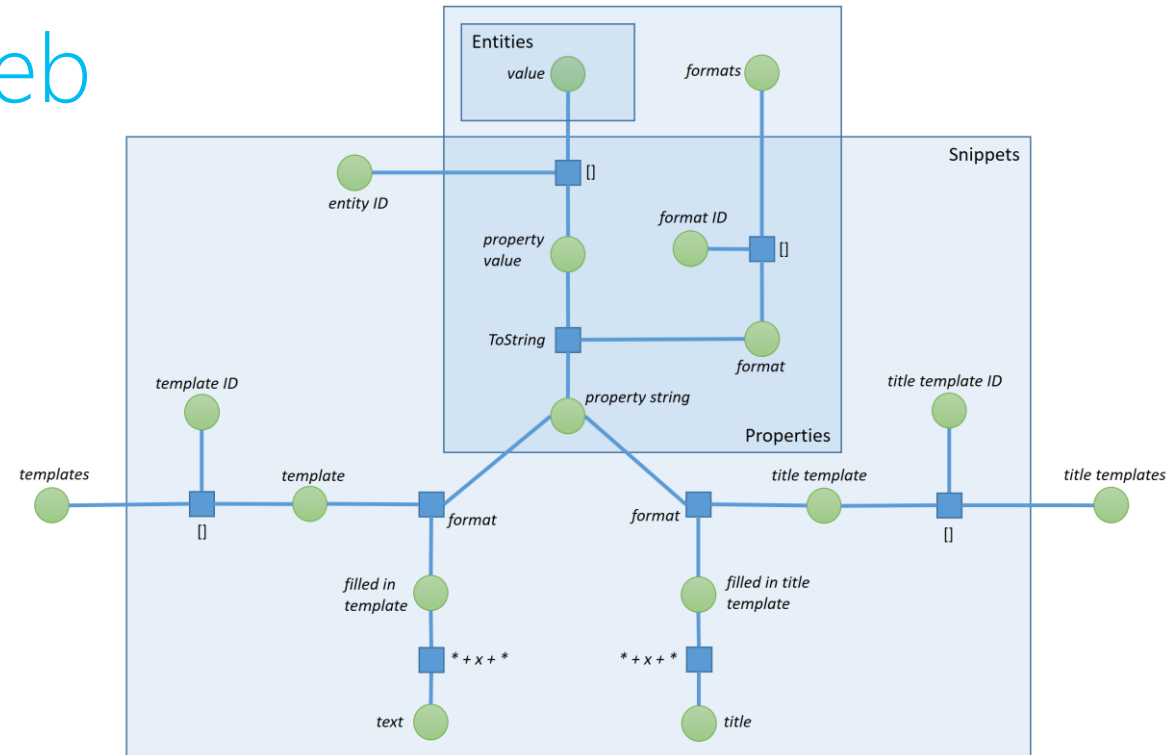 eb
Entities
value
formats
Snippets
[]
entity ID
format ID
property
value
[]
ToString
format
template ID
title template ID
property string
Properties
templates
template
title template
title templates
[]
format
format
[]
filled in
template
filled in title
template
* + x + *
* + x + *
text
title